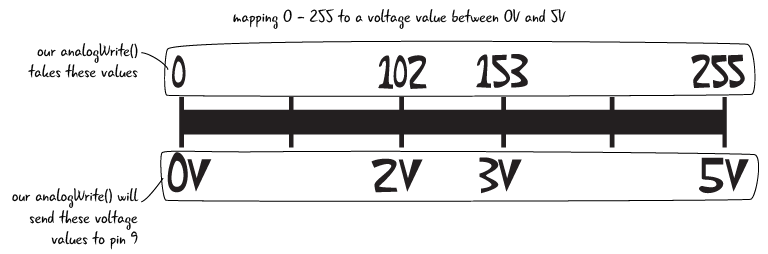 mapping 0 - 255 to a voltage value between 0V and 5V
our analogWrite()
takes these values
0 102 153 255
0V 2V 3V 5V
our analogWrite() will
send these voltage
values to pin 9